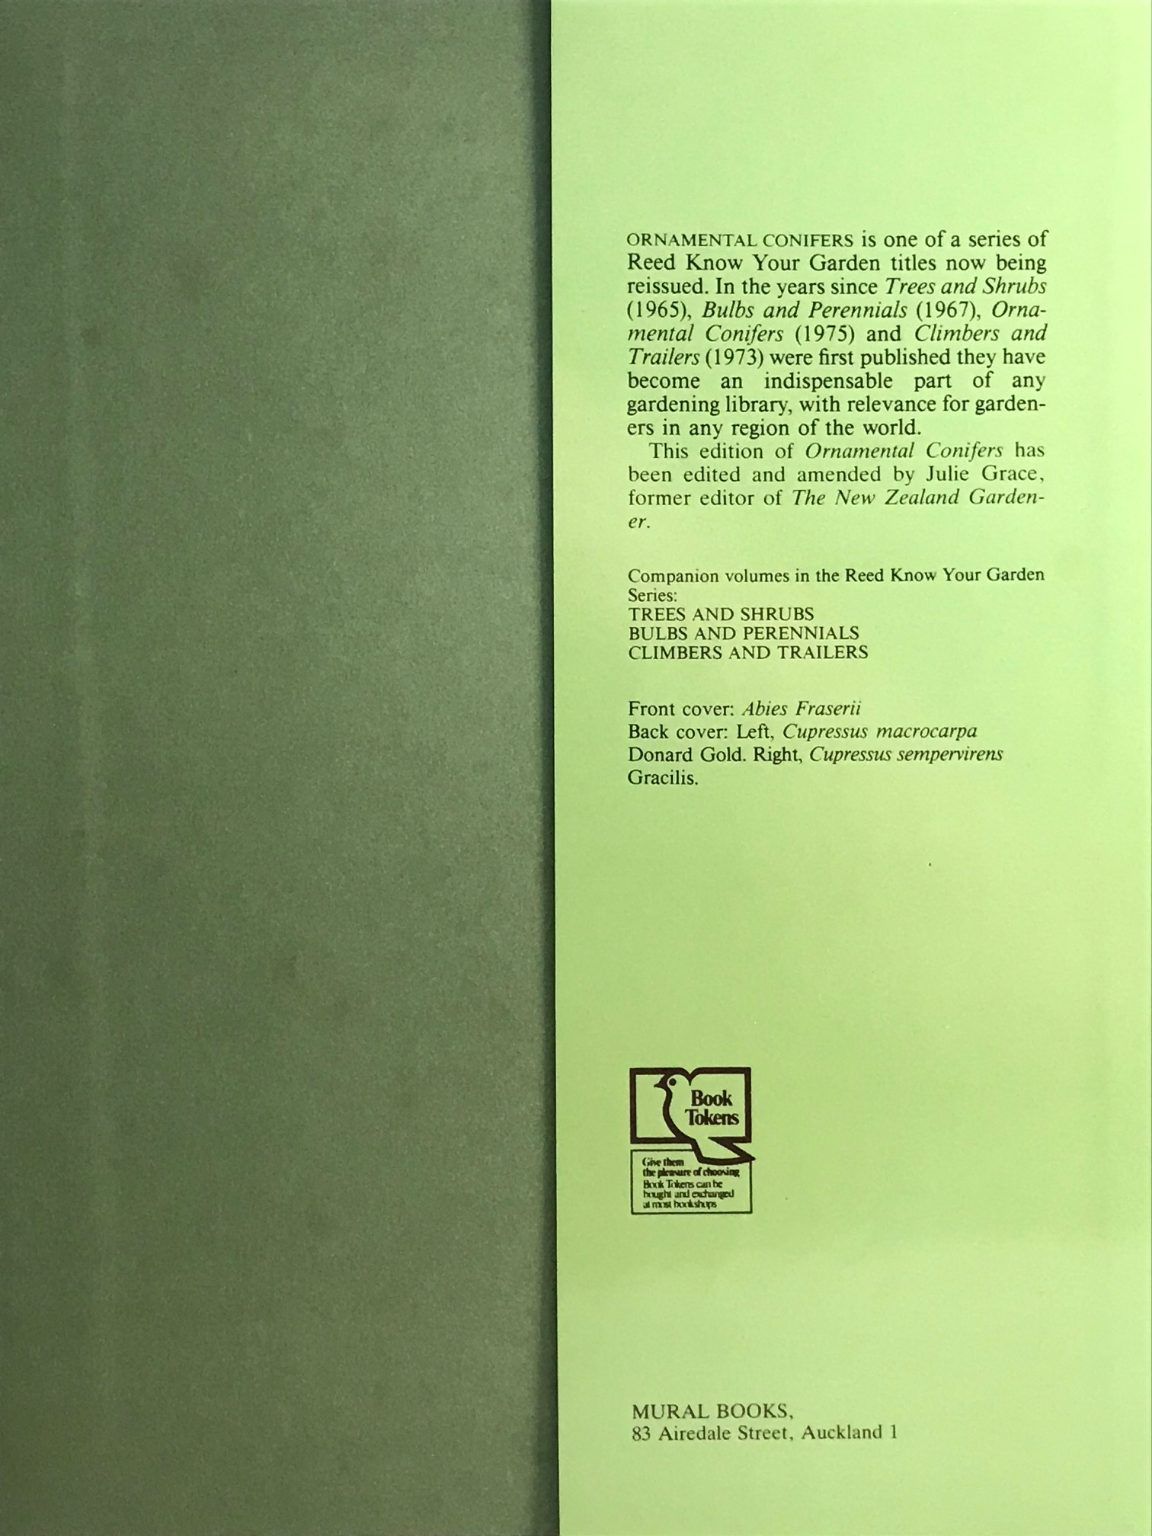 ORNAMENTAL CONIFERS is one of a series of
Reed Know Your Garden titles now being
reissued. In the years since Trees and Shrubs
(1965), Bulbs and Perennials (1967), Orna-
mental Conifers (1975) and Climbers and
Trailers (1973) were first published they have
become an indispensable part of any
gardening library, with relevance for garden-
ers in any region of the world.
This edition of Ornamental Conifers has
been edited and amended by Julie Grace,
former editor of The New Zealand Garden-
er.
Companion volumes in the Reed Know Your Garden
Series:
TREES AND SHRUBS
BULBS AND PERENNIALS
CLIMBERS AND TRAILERS
Front cover: Abies Fraserii
Back cover: Left, Cupressus macrocarpa
Donard Gold. Right, Cupressus sempervirens
Gracilis.
Book
Tokens
Give them
the pleasure of choosing
Book Tokens can be
bought and exchanged
at most bookshops
MURAL BOOKS,
83 Airedale Street, Auckland 1